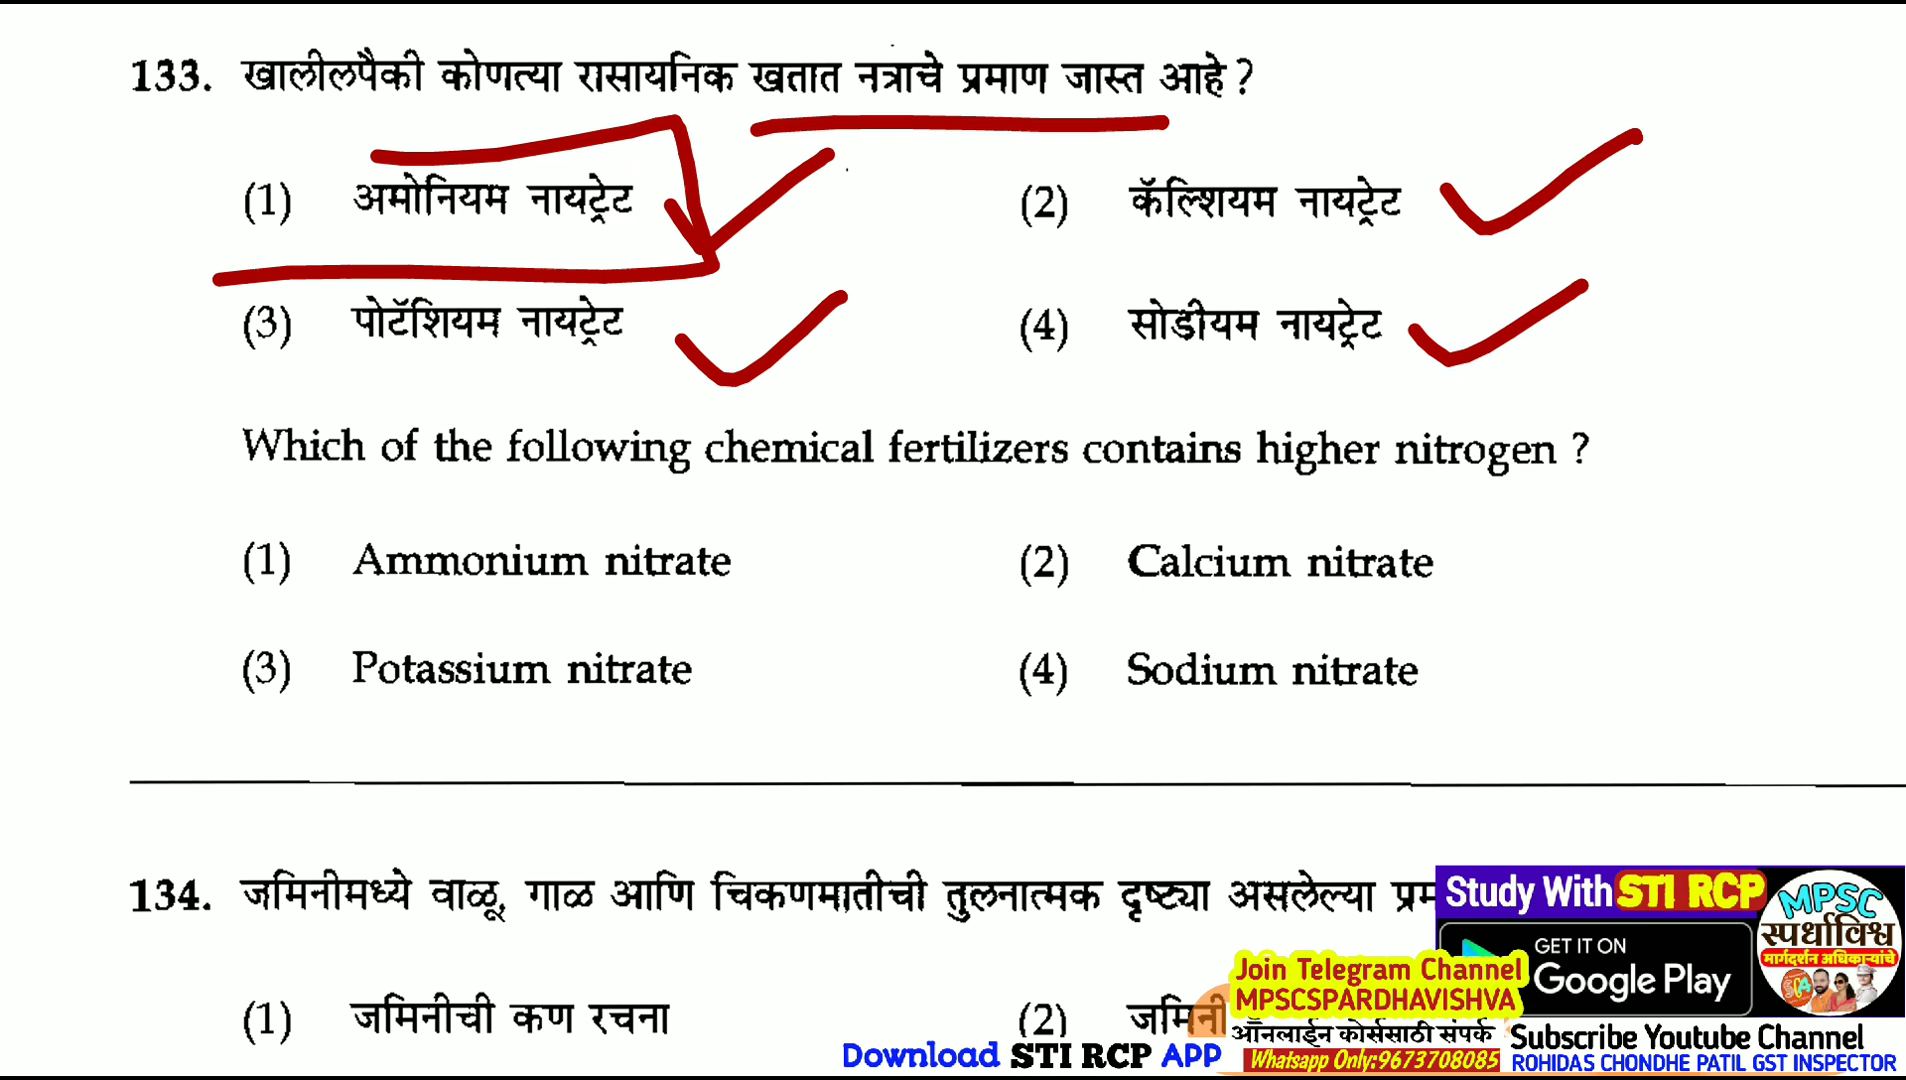 133. खालीलपैकी कोणत्या रासायनिक खतात नत्राचे प्रमाण जास्त आहे ?
(1) अमोनियम नायट्रेट (2) कॅल्शियम नायट्रेट
(3) पोटॅशियम नायट्रेट (4) सोडीयम नायट्रेट
Which of the following chemical fertilizers contains higher nitrogen ?
(1) Ammonium nitrate (2) Calcium nitrate
(3) Potassium nitrate (4) Sodium nitrate
134. जमिनीमध्ये वाळू, गाळ आणि चिकणमातीची तुलनात्मक दृष्ट्या असलेल्या
(1) जमिनीची कण रचना (2)
Study With STI RCP
GET IT ON
Google Play
MPSC
स्पर्धाविश्व
मार्गदर्शन अधिकाऱ्यांचे
Join Telegram Channel
MPSCSPARDHAVISHVA
ऑनलाईन कोर्ससाठी संपर्क
Whatsapp Only:9673708085
Download STI RCP APP
Subscribe Youtube Channel
ROHIDAS CHONDHE PATIL GST INSPECTOR